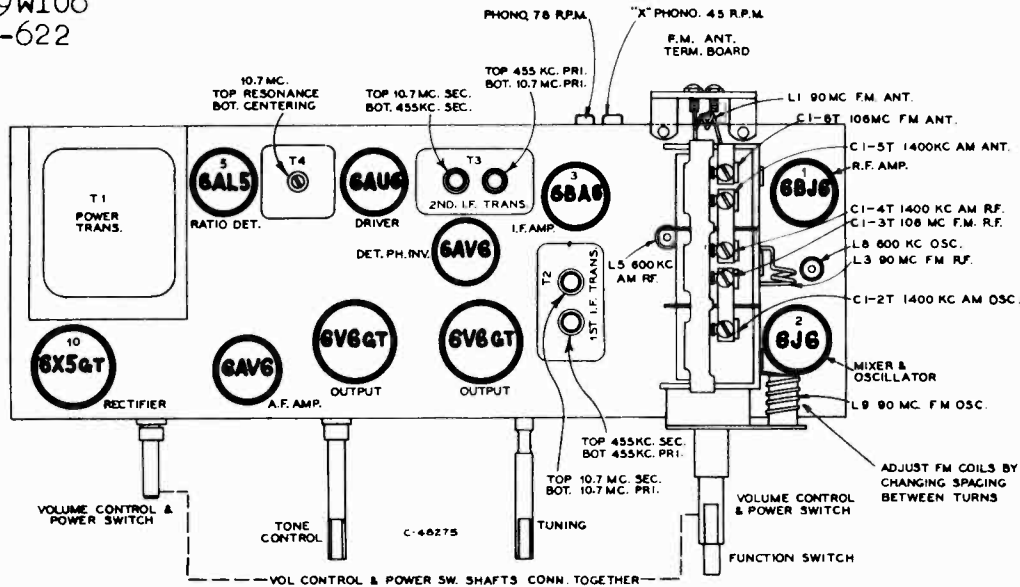 9W106
-622
PHONO, 78 R.P.M.
"X" PHONO. 45 R.P.M.
F.M. ANT.
TERM. BOARD
10.7 MC.
TOP RESONANCE
BOT. CENTERING
TOP 10.7 MC. SEC.
BOT. 455KC. SEC.
TOP 455 KC. PRI.
BOT. 10.7 MC. PRI.
L1 90MC F.M. ANT.
C1-6T 106MC FM ANT.
C1-5T 1400KC AM ANT.
R.F. AMP.
C1-4T 1400 KC AM RF.
C1-3T 106 MC F.M. R.F.
L8 600 KC OSC.
L3 90 MC FM RF.
C1-2T 1400 KC AM OSC.
T1
POWER
TRANS.
5
6AL5
RATIO DET.
T4
6AU6
DRIVER
T3
2ND. I.F. TRANS.
3
6BA6
I.F. AMP.
1
6BJ6
DET. PH. INV.
6AV6
L5 600 KC
AM RF.
T2
1ST I.F. TRANS.
10
6X5GT
RECTIFIER
6AV6
A.F. AMP.
6V6GT
OUTPUT
6V6GT
OUTPUT
2
6J6
MIXER &
OSCILLATOR
L9 90 MC. FM OSC.
TOP 455KC. SEC.
BOT 455KC. PRI.
TOP 10.7 MC. SEC.
BOT. 10.7 MC. PRI.
ADJUST FM COILS BY
CHANGING SPACING
BETWEEN TURNS
VOLUME CONTROL &
POWER SWITCH
TONE
CONTROL
C-46275
TUNING
VOLUME CONTROL
& POWER SWITCH
FUNCTION SWITCH
VOL CONTROL & POWER SW. SHAFTS CONN. TOGETHER